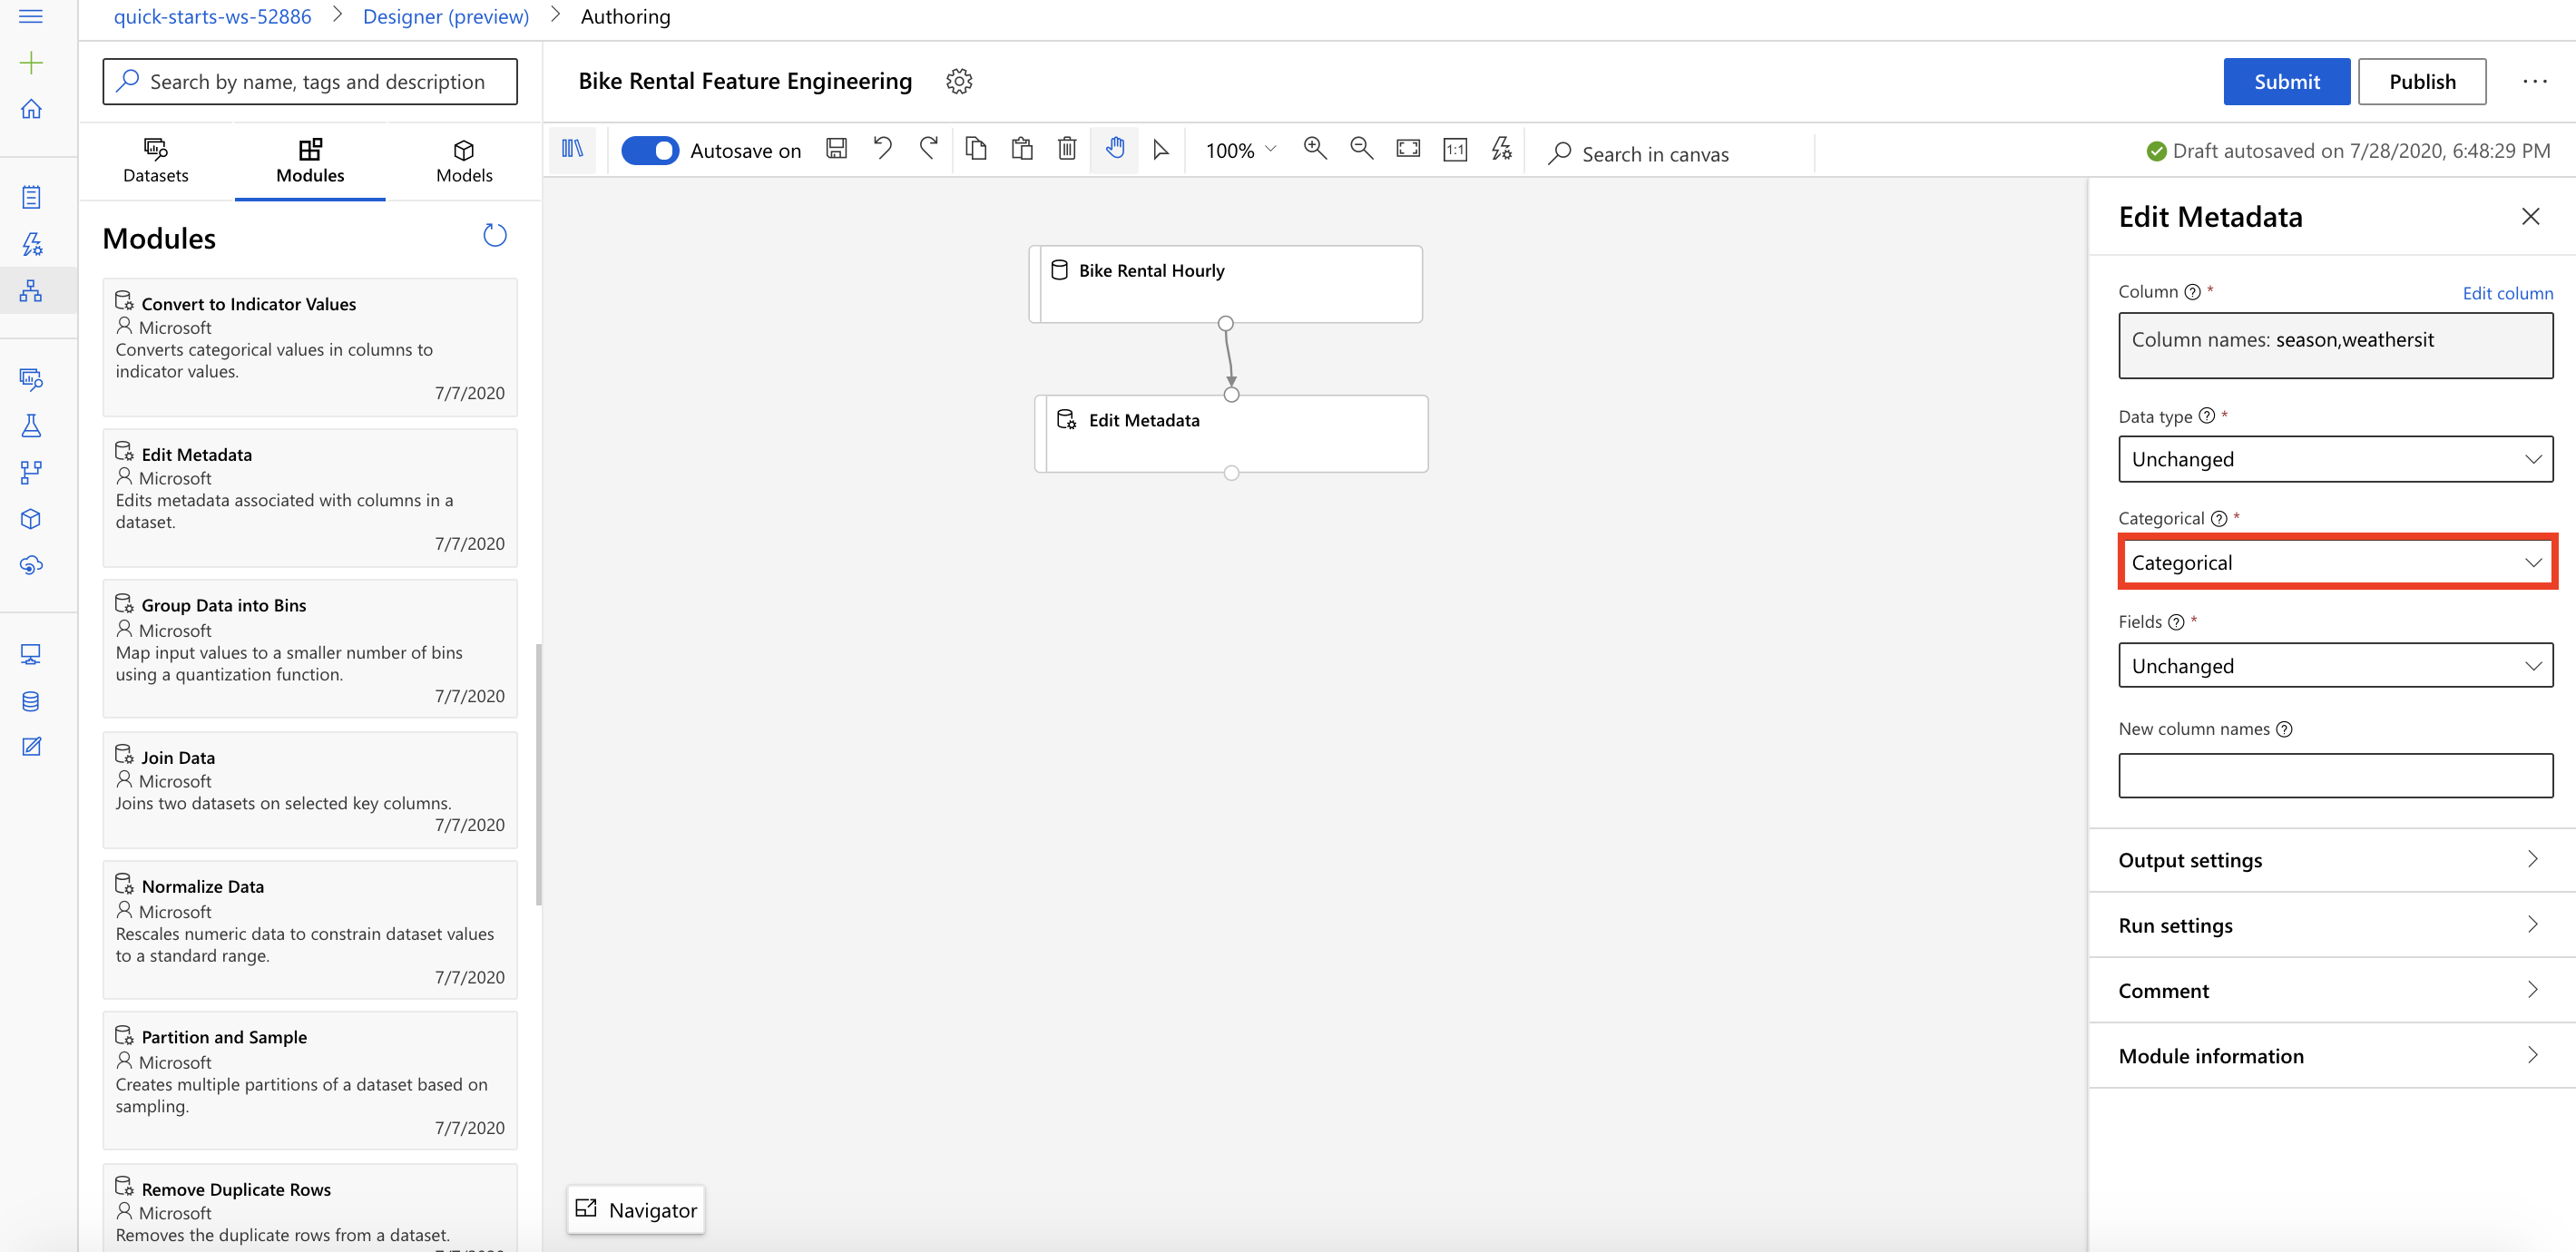 quick-starts-ws-52886 > Designer (preview) > Authoring
Search by name, tags and description
Bike Rental Feature Engineering
Submit
Publish
Datasets
Modules
Models
Autosave on
100%
1:1
Search in canvas
Draft autosaved on 7/28/2020, 6:48:29 PM
Modules
Convert to Indicator Values
Microsoft
Converts categorical values in columns to
indicator values.
7/7/2020
Edit Metadata
Microsoft
Edits metadata associated with columns in a
dataset.
7/7/2020
Group Data into Bins
Microsoft
Map input values to a smaller number of bins
using a quantization function.
7/7/2020
Join Data
Microsoft
Joins two datasets on selected key columns.
7/7/2020
Normalize Data
Microsoft
Rescales numeric data to constrain dataset values
to a standard range.
7/7/2020
Partition and Sample
Microsoft
Creates multiple partitions of a dataset based on
sampling.
7/7/2020
Remove Duplicate Rows
Microsoft
Removes the duplicate rows from a dataset.
Bike Rental Hourly
Edit Metadata
Navigator
Edit Metadata
Column *
Edit column
Column names: season,weathersit
Data type *
Unchanged
Categorical *
Categorical
Fields *
Unchanged
New column names
Output settings
Run settings
Comment
Module information